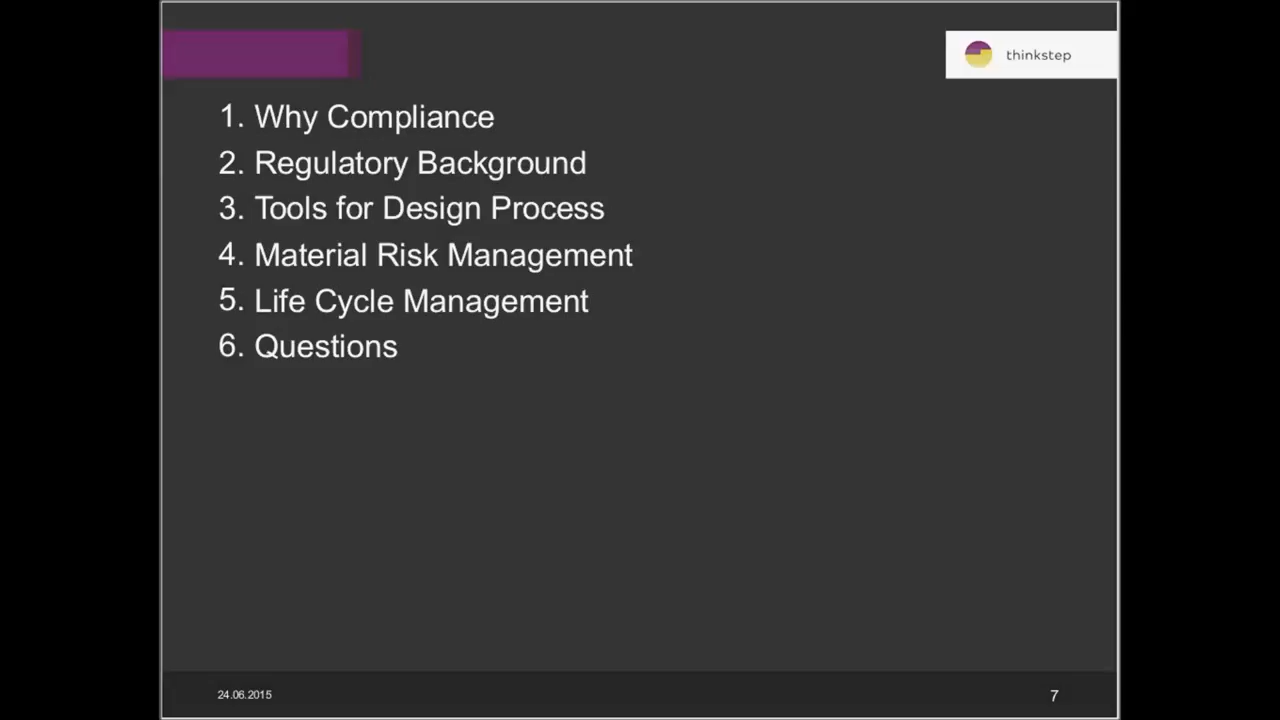 thinkstep
1. Why Compliance
2. Regulatory Background
3. Tools for Design Process
4. Material Risk Management
5. Life Cycle Management
6. Questions
24.06.2015
7